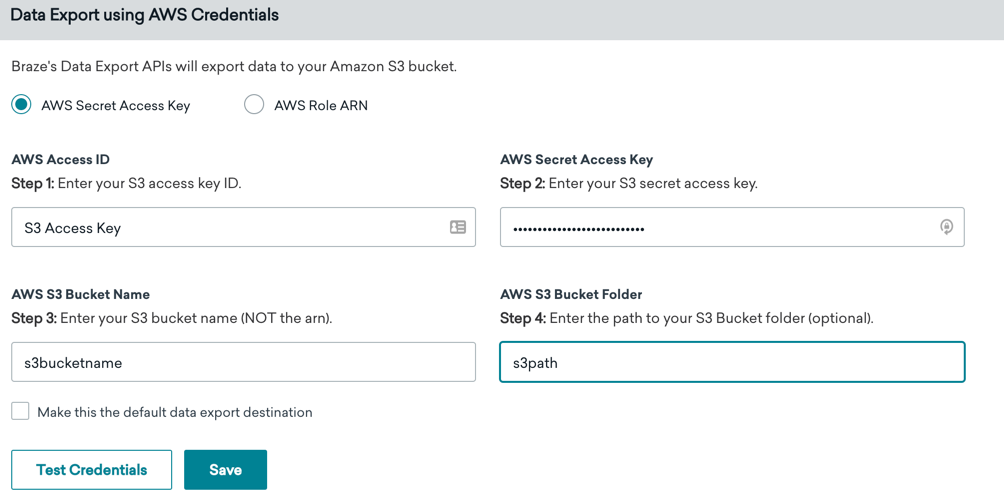 Data Export using AWS Credentials
Braze's Data Export APIs will export data to your Amazon S3 bucket.
AWS Secret Access Key
AWS Role ARN
AWS Access ID
Step 1: Enter your S3 access key ID.
S3 Access Key
AWS Secret Access Key
Step 2: Enter your S3 secret access key.
•••••••••••••••••••••••••••
AWS S3 Bucket Name
Step 3: Enter your S3 bucket name (NOT the arn).
s3bucketname
AWS S3 Bucket Folder
Step 4: Enter the path to your S3 Bucket folder (optional).
s3path
Make this the default data export destination
Test Credentials
Save